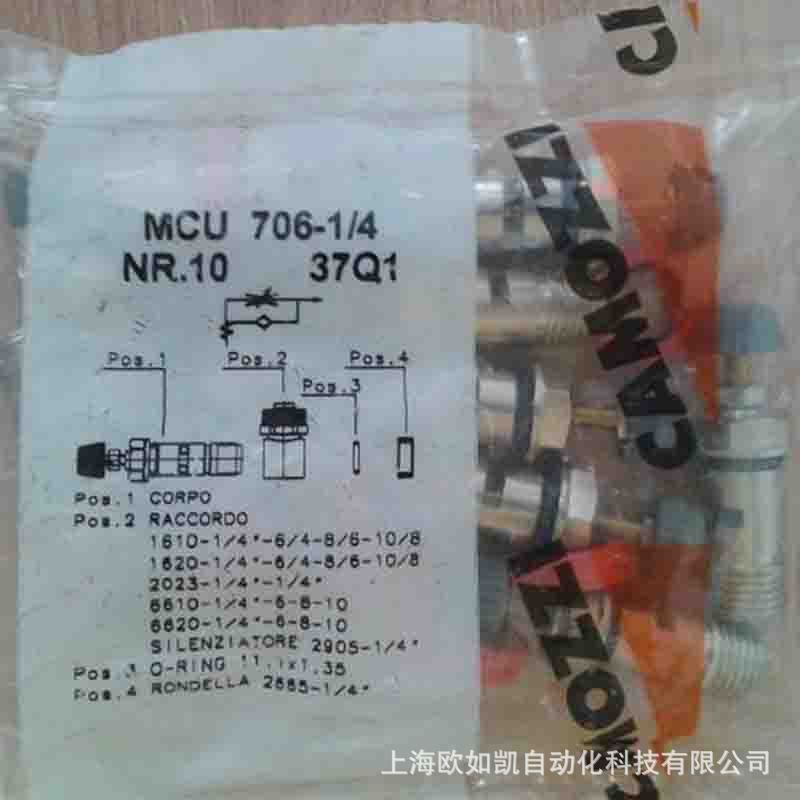 MCU 706-1/4
NR.10 37Q1
Pos.1 Pos.2 Pos.3 Pos.4
Pos.1 CORPO
Pos.2 RACCORDO
1610-1/4"-6/4-8/6-10/8
1620-1/4"-6/4-8/6-10/8
2023-1/4"-1/4"
6610-1/4"-6-8-10
6620-1/4"-6-8-10
SILENZIATORE 2905-1/4"
Pos.3 O-RING 11.1x1.35
Pos.4 RONDELLA 2665-1/4"
CAMOZZI
CAMOZZI
CI
上海欧如凯自动化科技有限公司